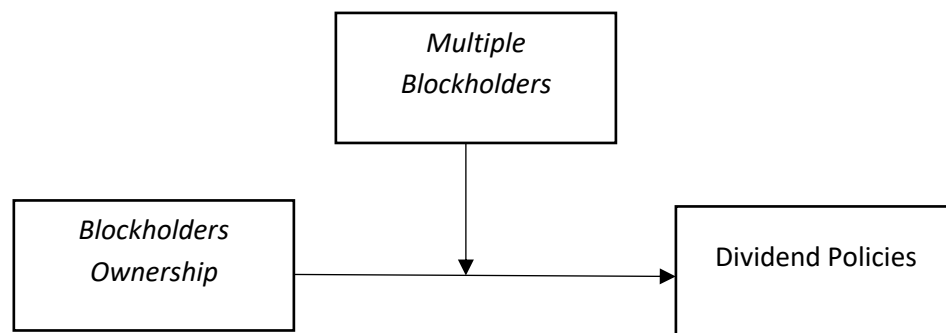 Multiple
Blockholders
Blockholders
Ownership
Dividend Policies